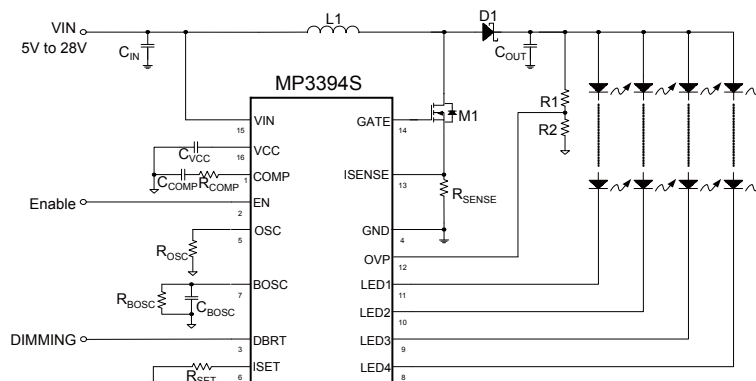 VIN
5V to 28V
CIN
L1
D1
COUT
MP3394S
R1
R2
M1
VIN
15
GATE
14
CVCC
VCC
16
CCOMP
RCOMP
COMP
1
ISENSE
13
RSENSE
Enable
EN
2
GND
4
ROSC
OSC
5
OVP
12
RBOSC
CBOSC
BOSC
7
LED1
11
LED2
10
DIMMING
DBRT
3
LED3
9
RSET
ISET
6
LED4
8